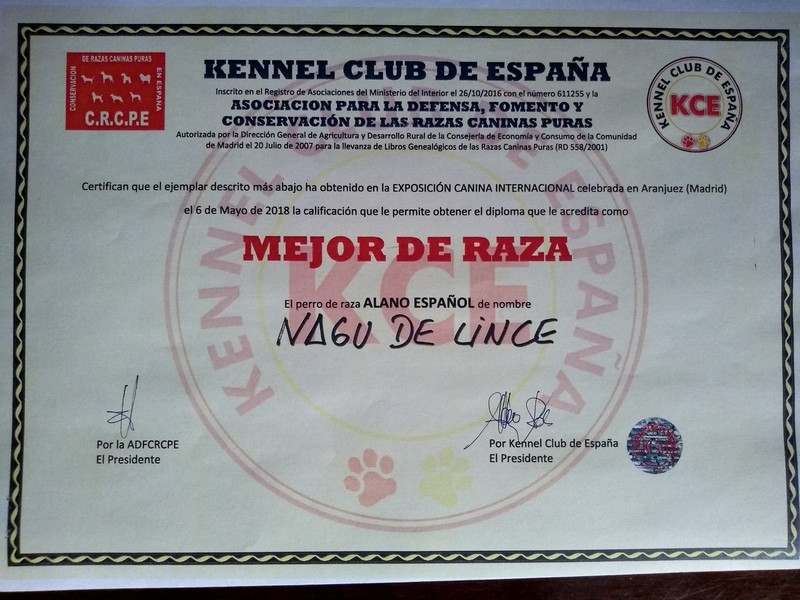 DE RAZAS CANINAS PURAS
CONSERVACION
EN ESPAÑA
C.R.C.P.E
KENNEL CLUB DE ESPAÑA
Inscrito en el Registro de Asociaciones del Ministerio del Interior el 26/10/2016 con el número 611255 y la
ASOCIACION PARA LA DEFENSA, FOMENTO Y
CONSERVACIÓN DE LAS RAZAS CANINAS PURAS
Autorizada por la Dirección General de Agricultura y Desarrollo Rural de la Consejería de Economía y Consumo de la Comunidad
de Madrid el 20 Julio de 2007 para la llevanza de Libros Genealógicos de las Razas Caninas Puras (RD 558/2001)
KENNEL CLUB DE ESPAÑA
KCE
Certifican que el ejemplar descrito más abajo ha obtenido en la EXPOSICIÓN CANINA INTERNACIONAL celebrada en Aranjuez (Madrid)
el 6 de Mayo de 2018 la calificación que le permite obtener el diploma que le acredita como
MEJOR DE RAZA
El perro de raza ALANO ESPAÑOL de nombre
NAGU DE LINCE
KENNEL CLUB DE ESPAÑA
KCE
Por la ADFCRCPE
El Presidente
Por Kennel Club de España
El Presidente